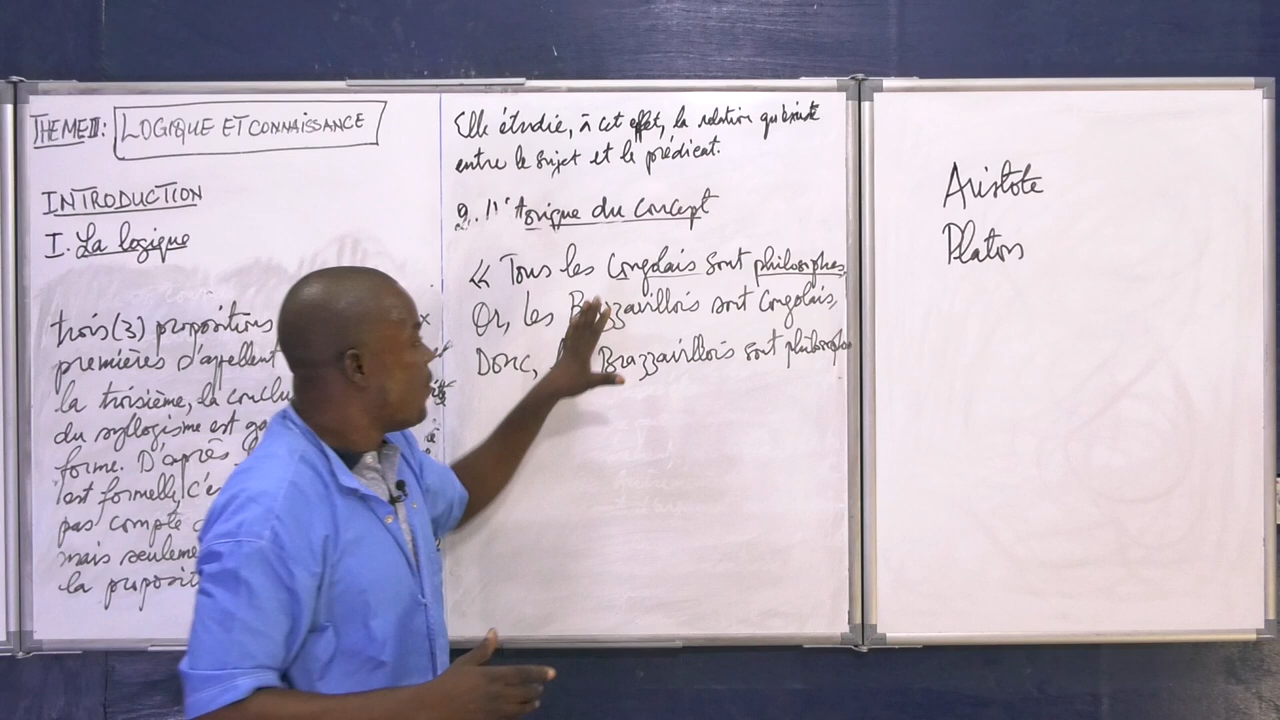 THEME II: LOGIQUE ET CONNAISSANCE
INTRODUCTION
I. La logique
trois (3) propositions
premières s'appellent
la troisième, la conclu
du syllogisme est ga
forme. D'après
est formelle, c'es
pas compte
mais seuleme
la proposit
Elle étudie, à cet effet, la relation qui existe
entre le sujet et le prédicat.
2. du concept
« Tous les Congolais sont philosophes,
Or, les Brazzavillois sont Congolais,
Donc, Brazzavillois sont philosophe
Aristote
Platon